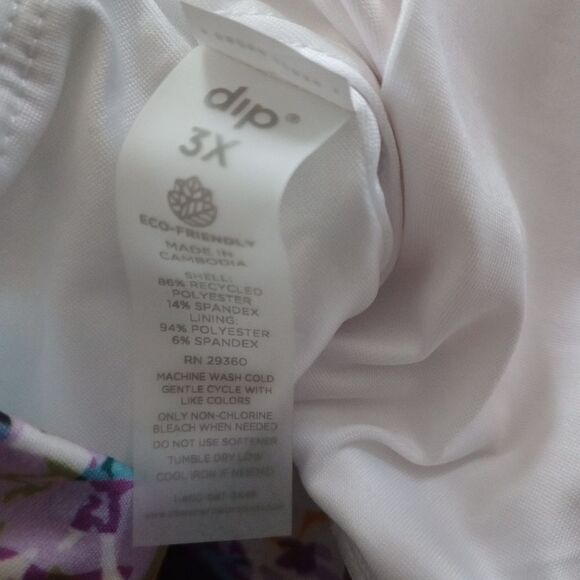 dip®
3X
ECO-FRIENDLY
MADE IN
CAMBODIA
SHELL:
86% RECYCLED
POLYESTER
14% SPANDEX
LINING:
94% POLYESTER
6% SPANDEX
RN 29360
MACHINE WASH COLD
GENTLE CYCLE WITH
LIKE COLORS
ONLY NON-CHLORINE
BLEACH WHEN NEEDED
DO NOT USE SOFTENER
TUMBLE DRY LOW
COOL IRON IF NEEDED